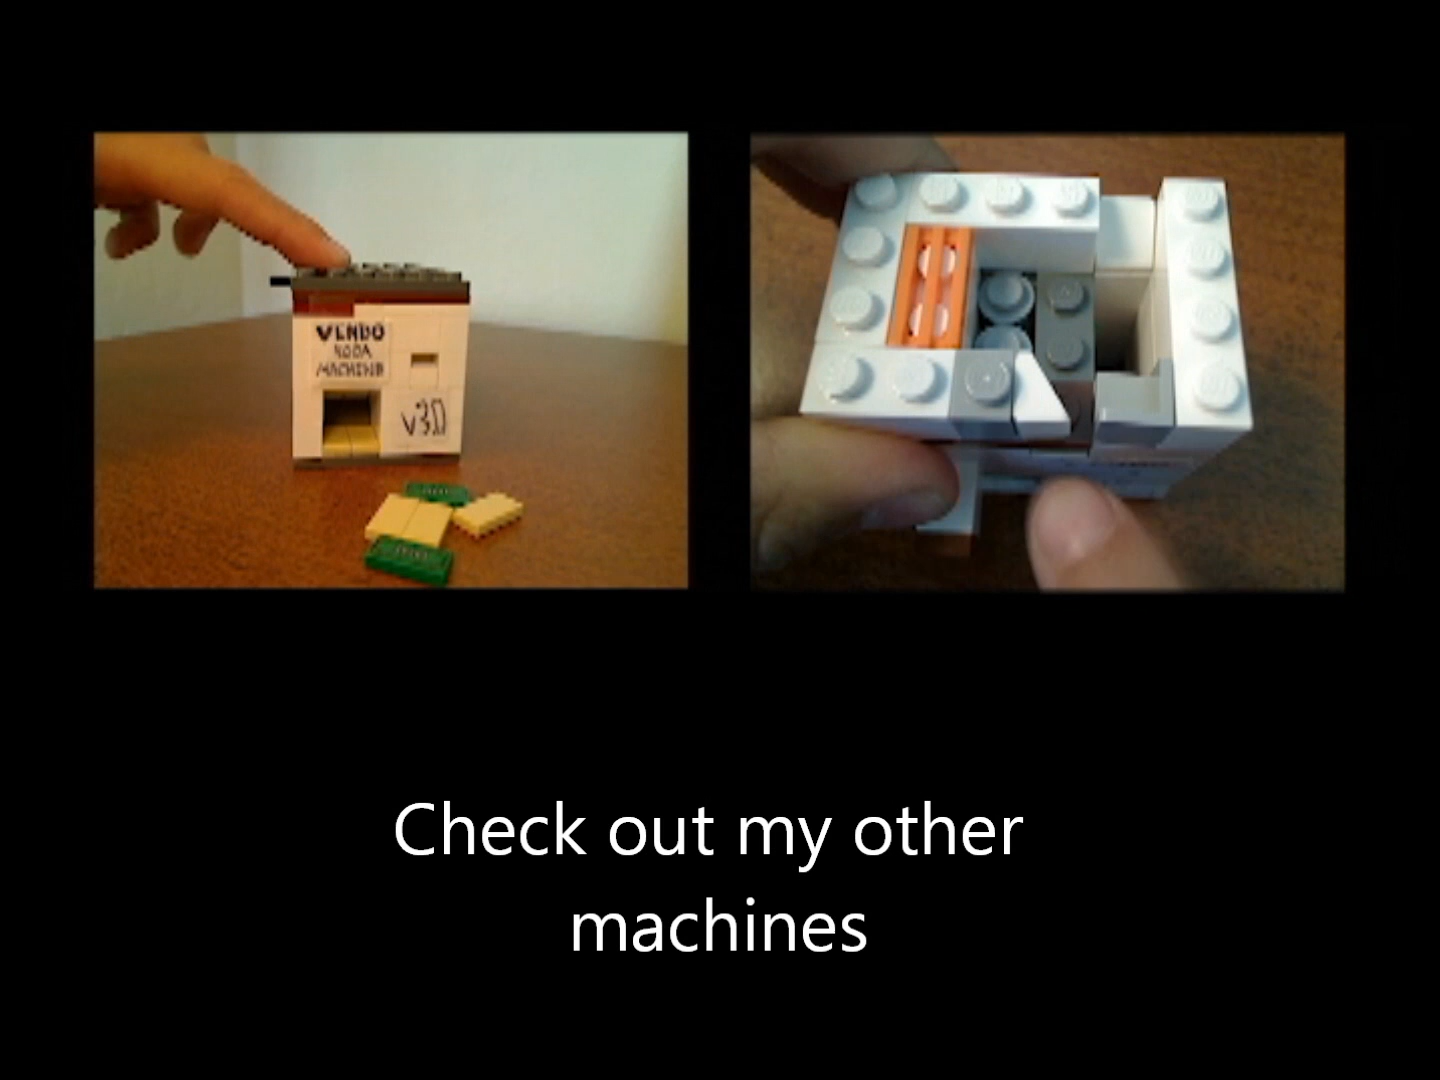 VENDO
SODA
MACHINE
v3.0
Check out my other
machines